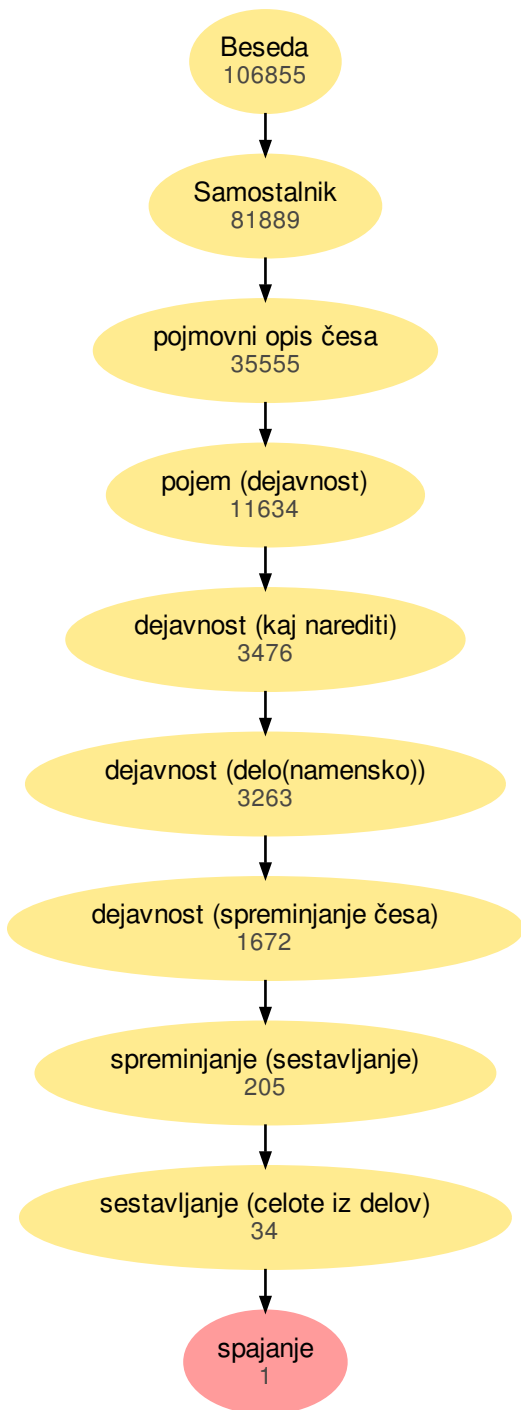 Beseda
106855
Samostalnik
81889
pojmovni opis česa
35555
pojem (dejavnost)
11634
dejavnost (kaj narediti)
3476
dejavnost (delo(namensko))
3263
dejavnost (spreminjanje česa)
1672
spreminjanje (sestavljanje)
205
sestavljanje (celote iz delov)
34
spajanje
1